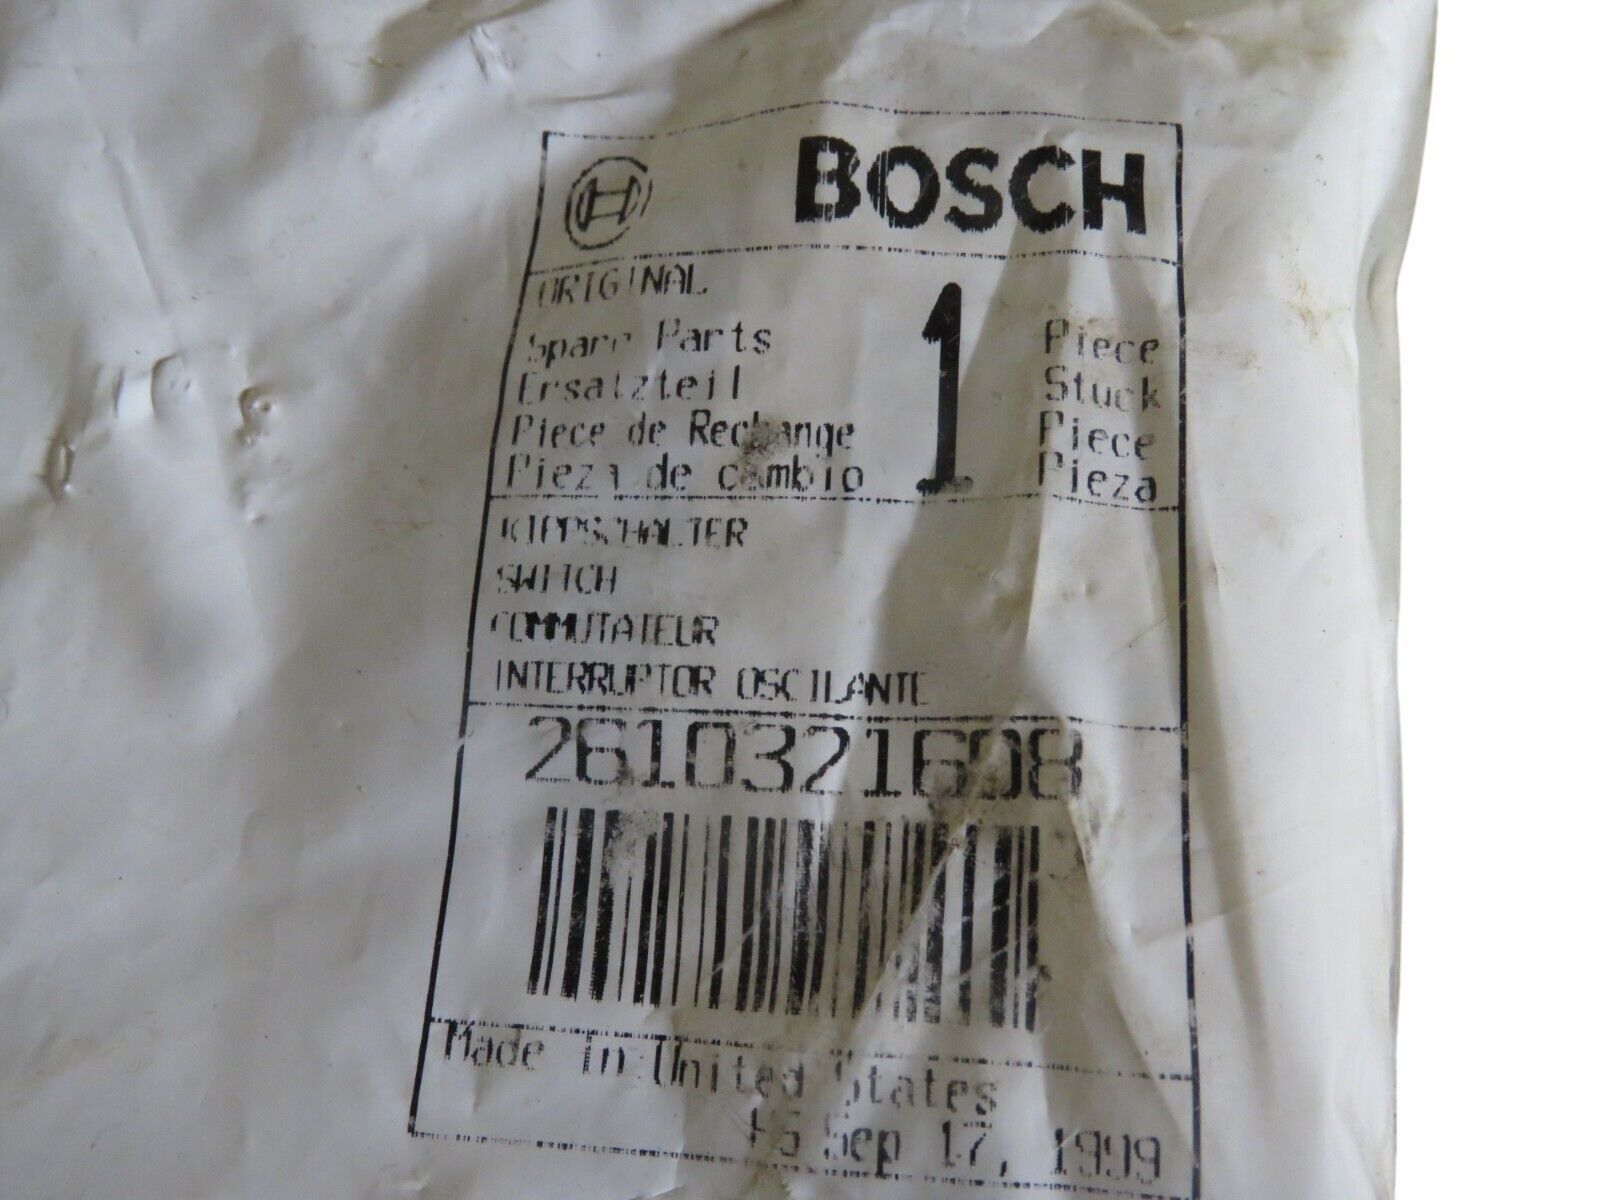 BOSCH
ORIGINAL
Spare Parts
Ersatzteil
Piece de Rechange
Pieza de cambio
1
Piece
Stuck
Piece
Pieza
KIPPSCHALTER
SWITCH
COMMUTATEUR
INTERRUPTOR OSCILANTE
2610321608
Made In United States
Sep 17, 1999